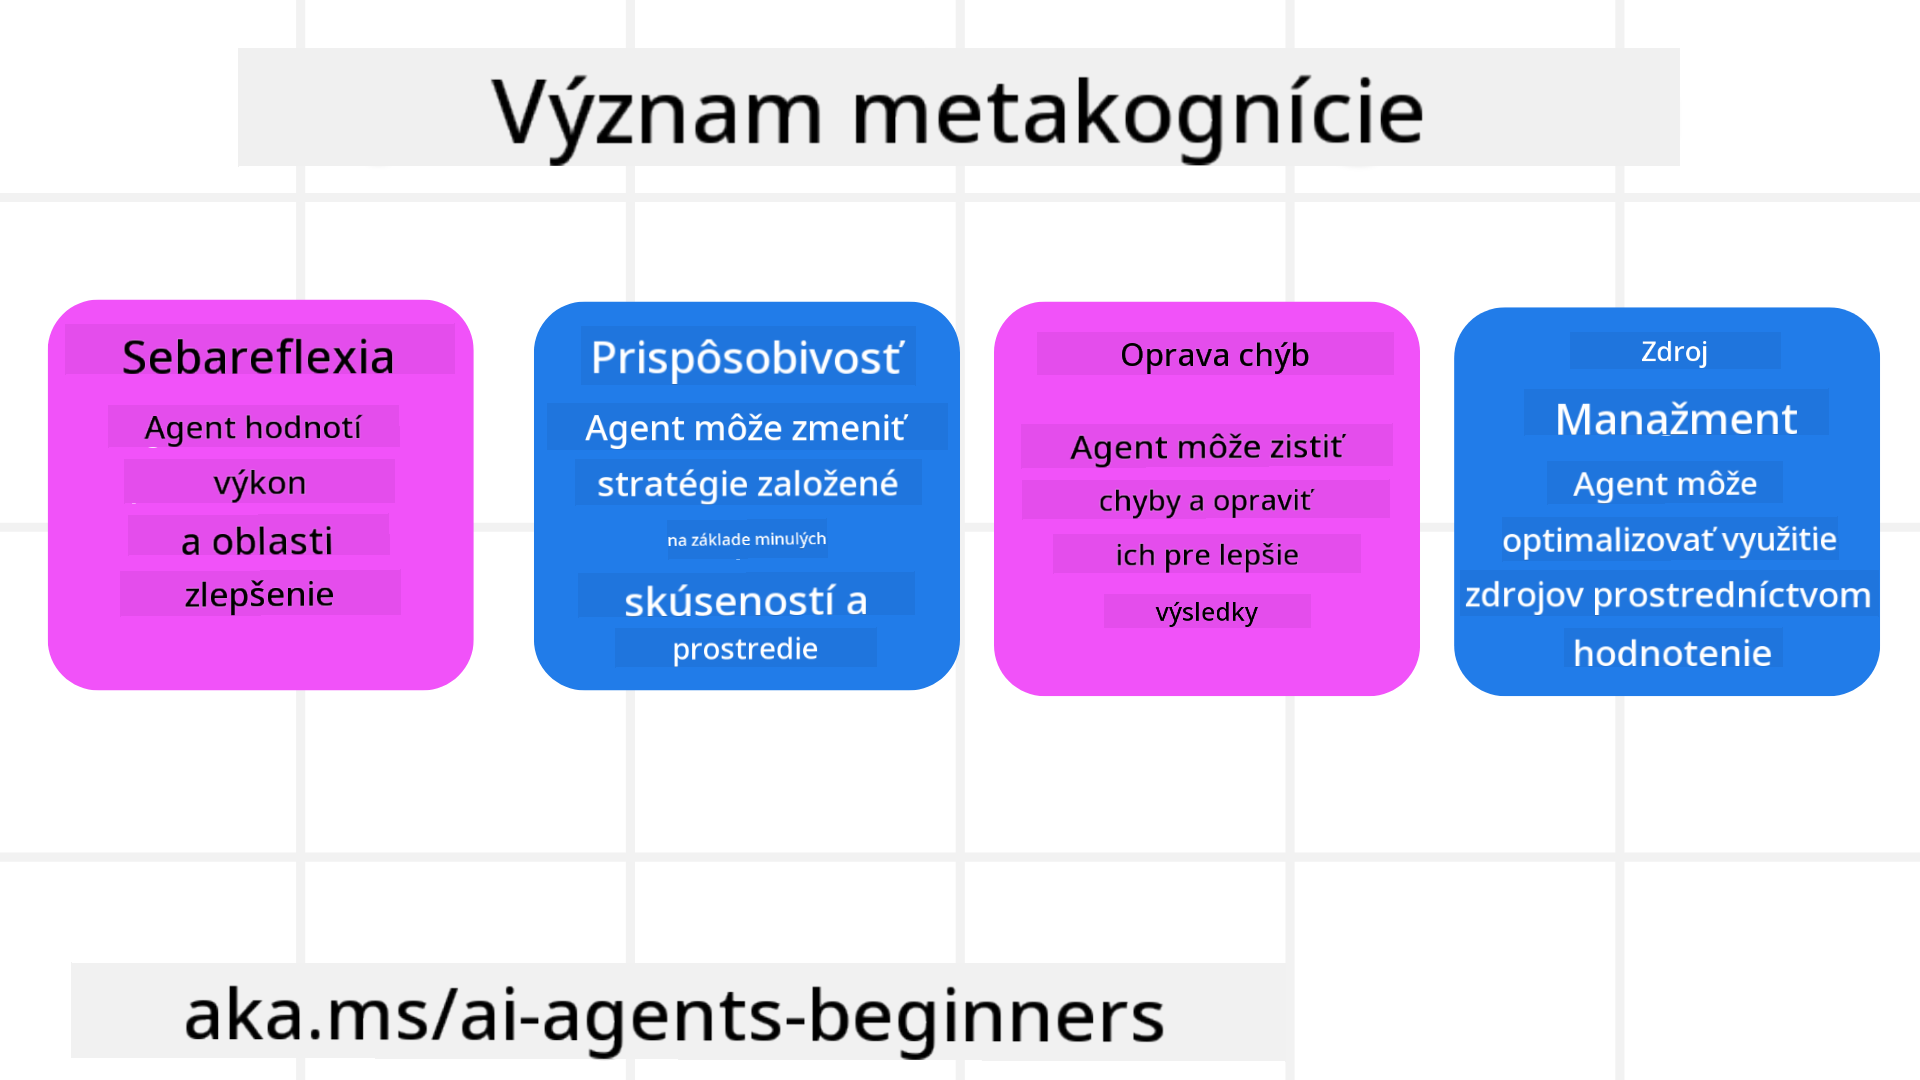 Význam metakognície
Sebareflexia
Agent hodnotí
výkon
a oblasti
zlepšenie
Prispôsobivosť
Agent môže zmeniť
stratégie založené
na základe minulých
skúseností a
prostredie
Oprava chýb
Agent môže zistiť
chyby a opraviť
ich pre lepšie
výsledky
Zdroj
Manažment
Agent môže
optimalizovať využitie
zdrojov prostredníctvom
hodnotenie
aka.ms/ai-agents-beginners